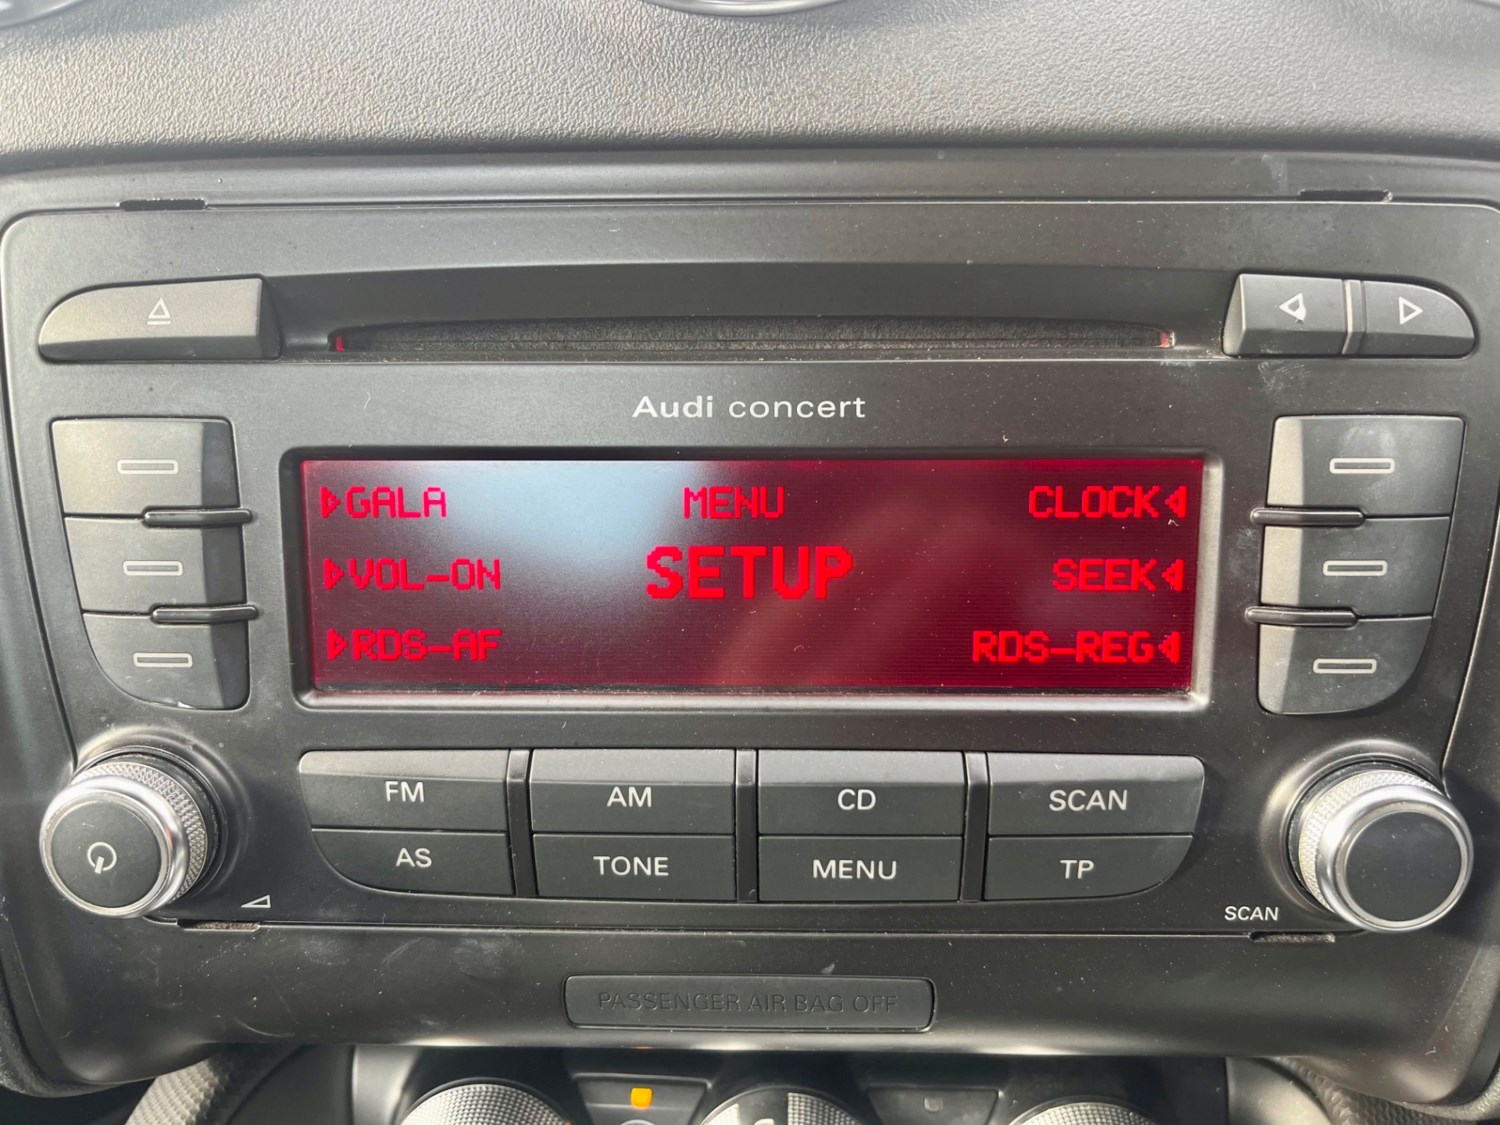 Audi concert
GALA MENU CLOCK
VOL-ON SETUP SEEK
RDS-AF RDS-REG
FM AM CD SCAN
AS TONE MENU TP
SCAN
PASSENGER AIR BAG OFF